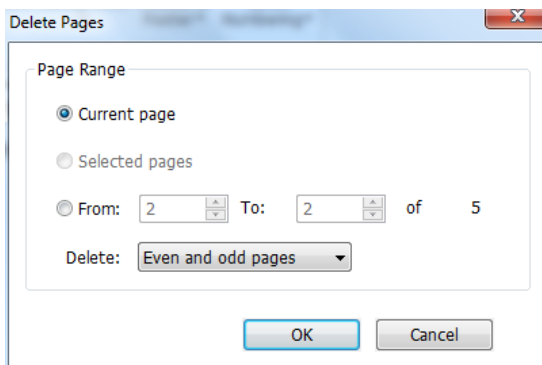 Delete Pages
Page Range
Current page
Selected pages
From: 2 To: 2 of 5
Delete: Even and odd pages
OK Cancel